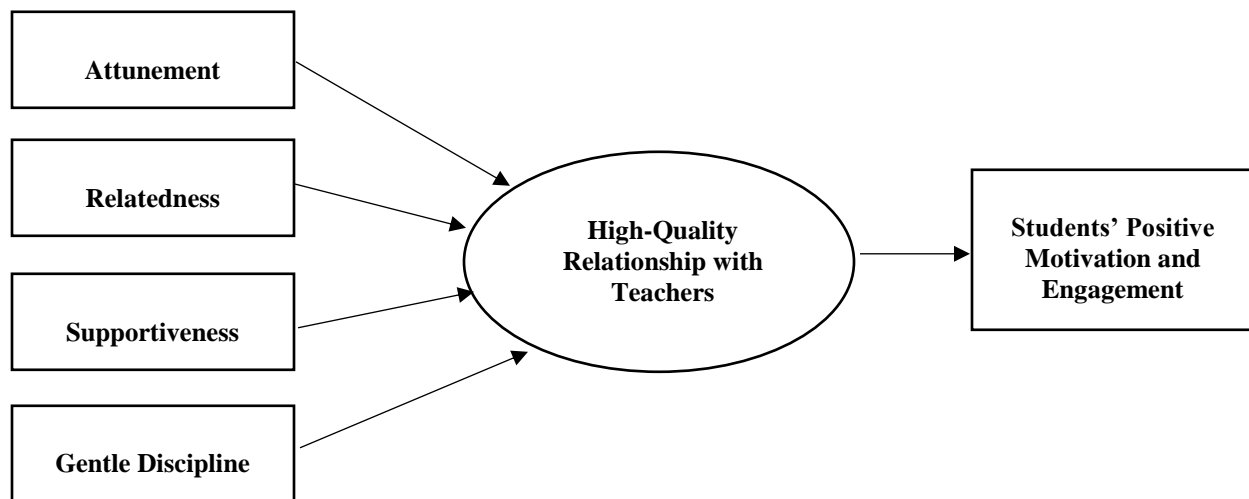 Attunement
Relatedness
Supportiveness
Gentle Discipline
High-Quality
Relationship with
Teachers
Students’ Positive
Motivation and
Engagement